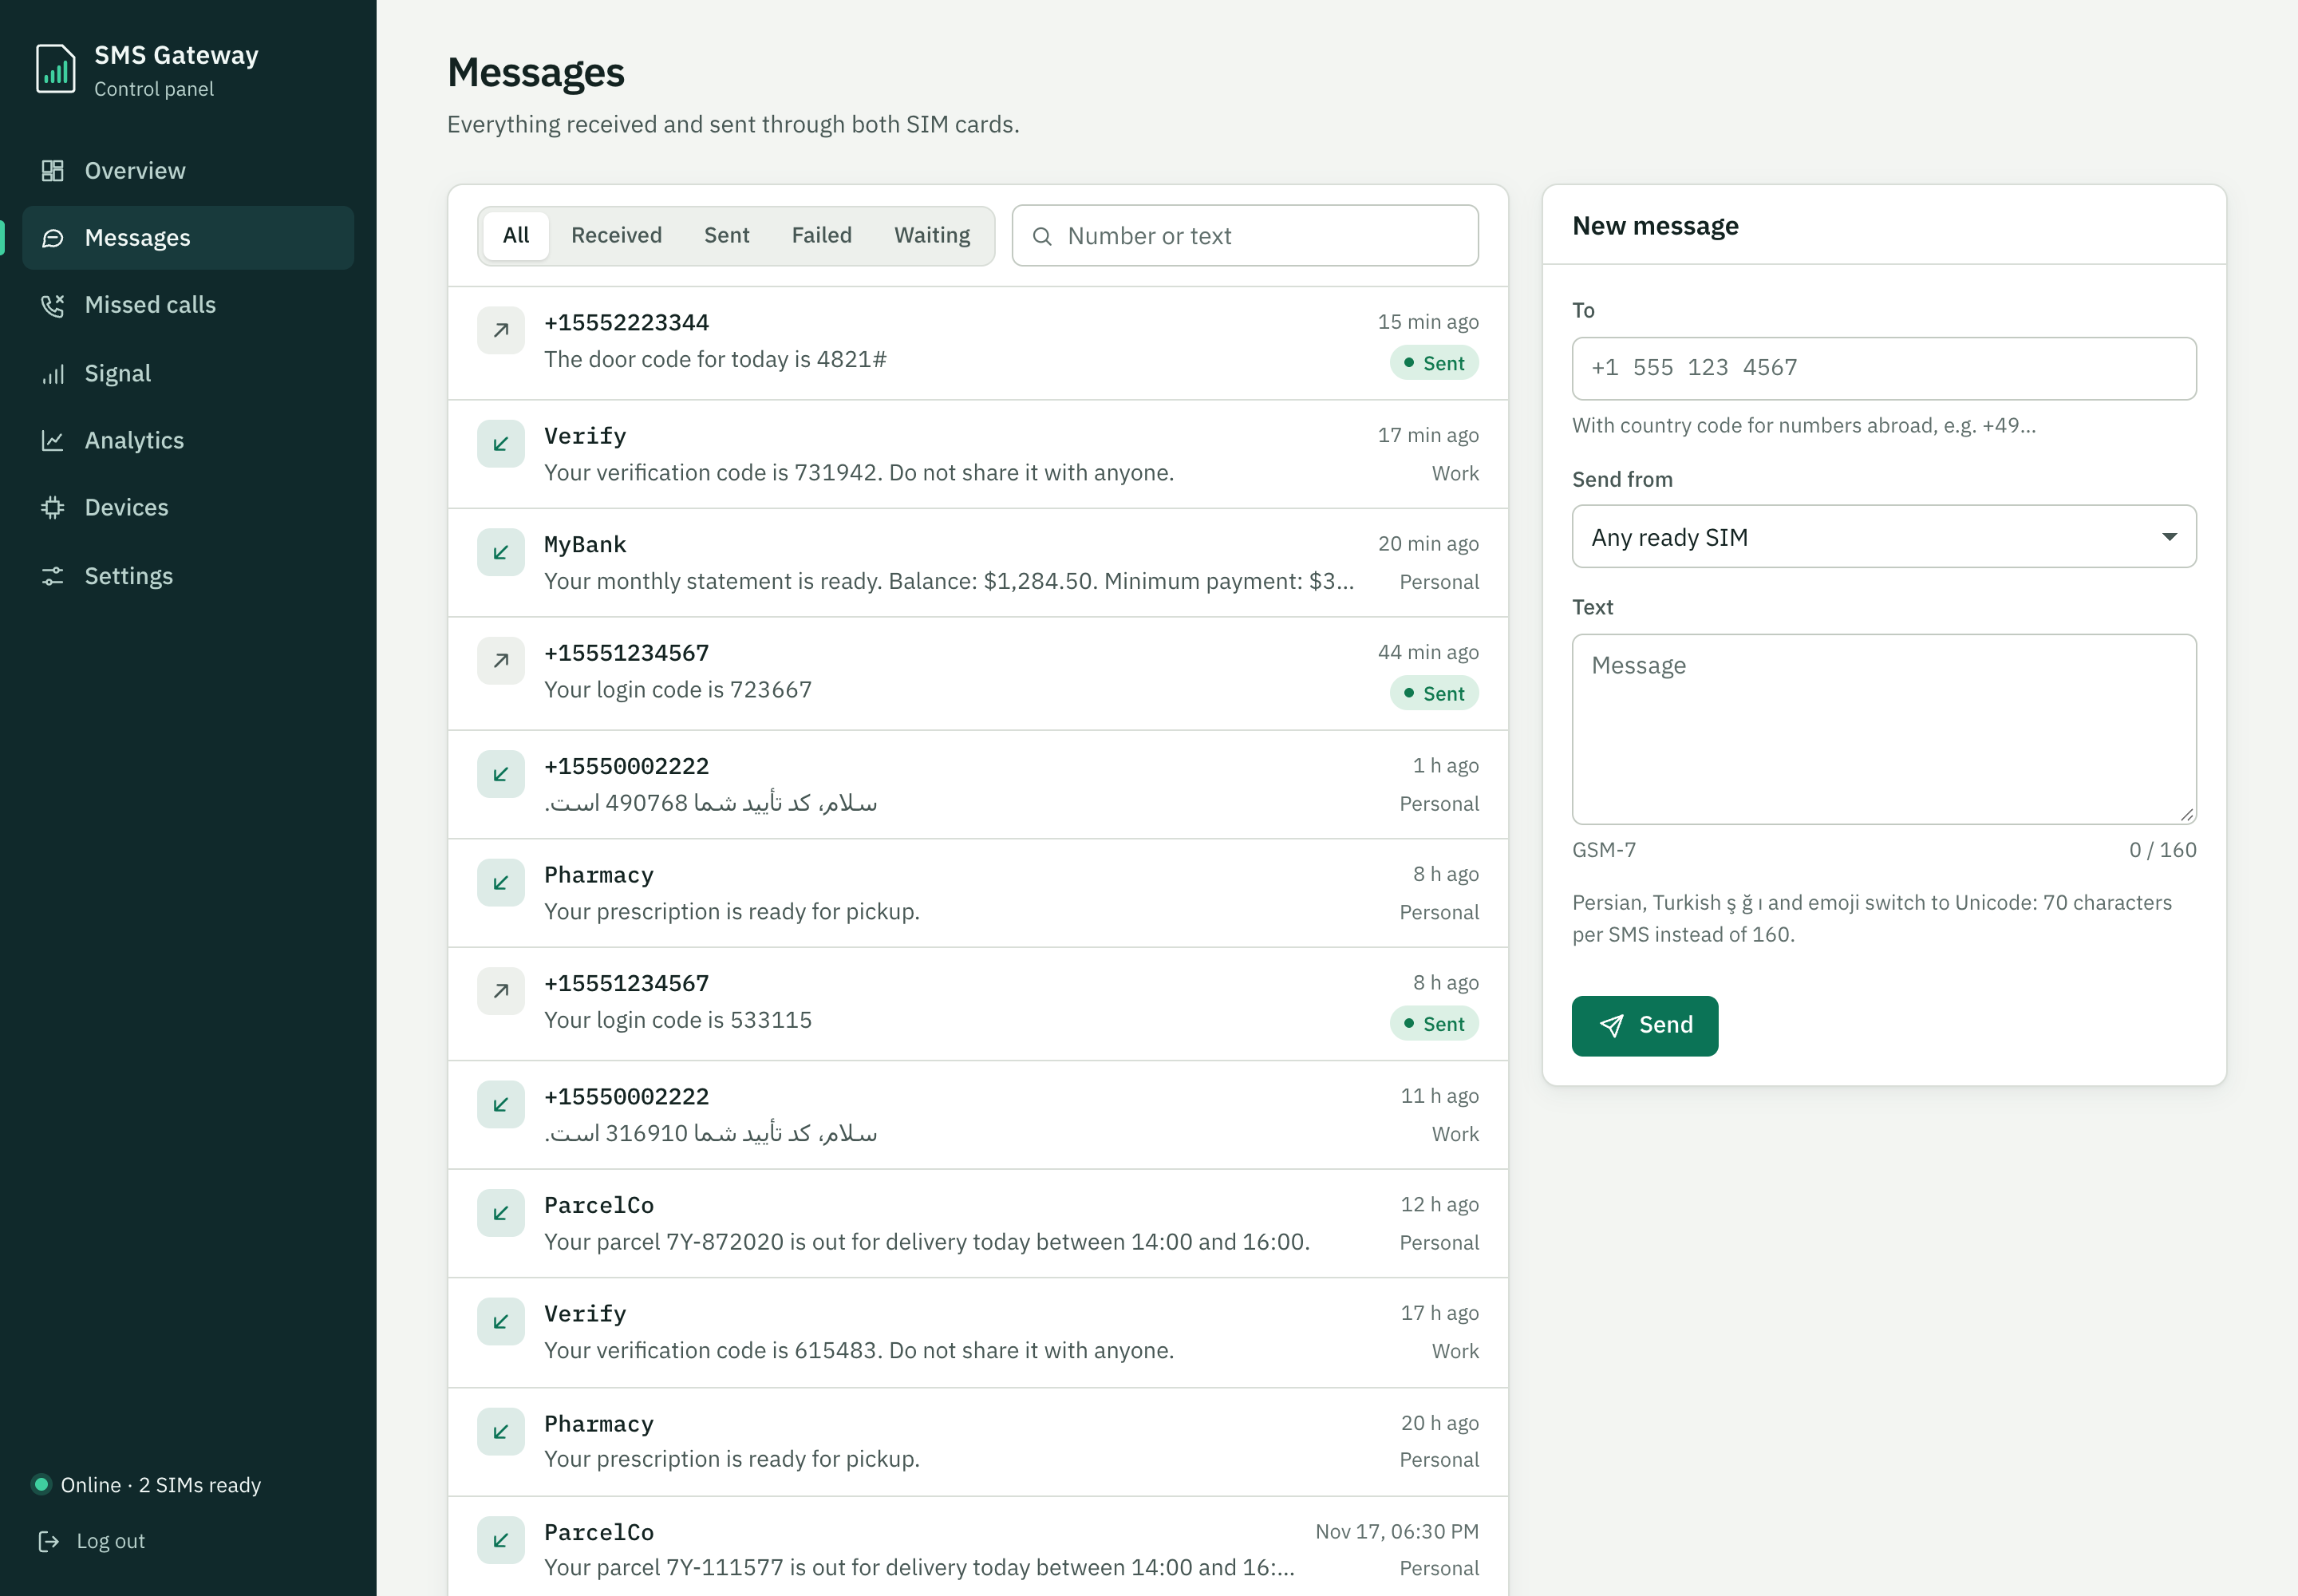 SMS Gateway
Control panel
Overview
Messages
Missed calls
Signal
Analytics
Devices
Settings
Online · 2 SIMs ready
Log out
Messages
Everything received and sent through both SIM cards.
All Received Sent Failed Waiting
Number or text
+15552223344 15 min ago
The door code for today is 4821# Sent
Verify 17 min ago
Your verification code is 731942. Do not share it with anyone. Work
MyBank 20 min ago
Your monthly statement is ready. Balance: $1,284.50. Minimum payment: $3... Personal
+15551234567 44 min ago
Your login code is 723667 Sent
+15550002222 1 h ago
سلام، کد تأیید شما 490768 است. Personal
Pharmacy 8 h ago
Your prescription is ready for pickup. Personal
+15551234567 8 h ago
Your login code is 533115 Sent
+15550002222 11 h ago
سلام، کد تأیید شما 316910 است. Work
ParcelCo 12 h ago
Your parcel 7Y-872020 is out for delivery today between 14:00 and 16:00. Personal
Verify 17 h ago
Your verification code is 615483. Do not share it with anyone. Work
Pharmacy 20 h ago
Your prescription is ready for pickup. Personal
ParcelCo Nov 17, 06:30 PM
Your parcel 7Y-111577 is out for delivery today between 14:00 and 16:... Personal
New message
To
+1 555 123 4567
With country code for numbers abroad, e.g. +49...
Send from
Any ready SIM
Text
Message
GSM-7 0 / 160
Persian, Turkish ş ğ ı and emoji switch to Unicode: 70 characters
per SMS instead of 160.
Send